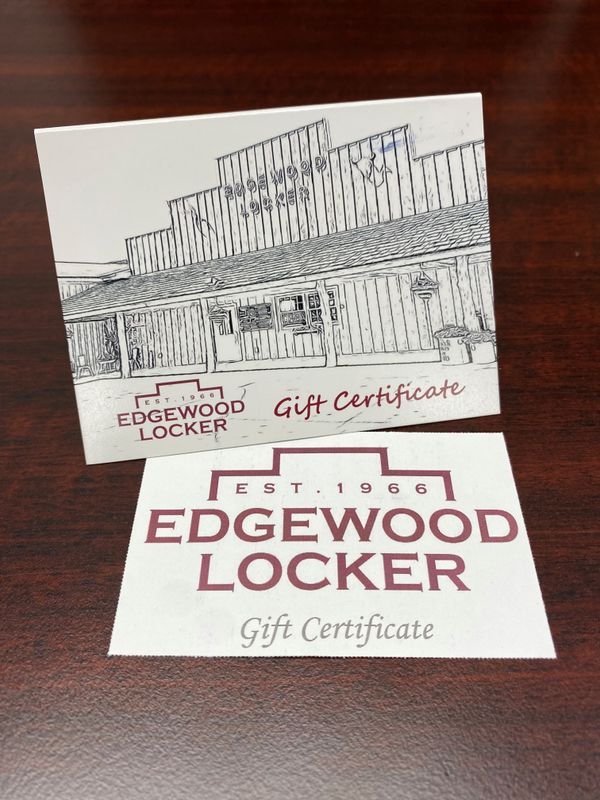 EDGEWOOD
LOCKER
EST. 1966
EDGEWOOD
LOCKER
Gift Certificate
EST. 1966
EDGEWOOD
LOCKER
Gift Certificate